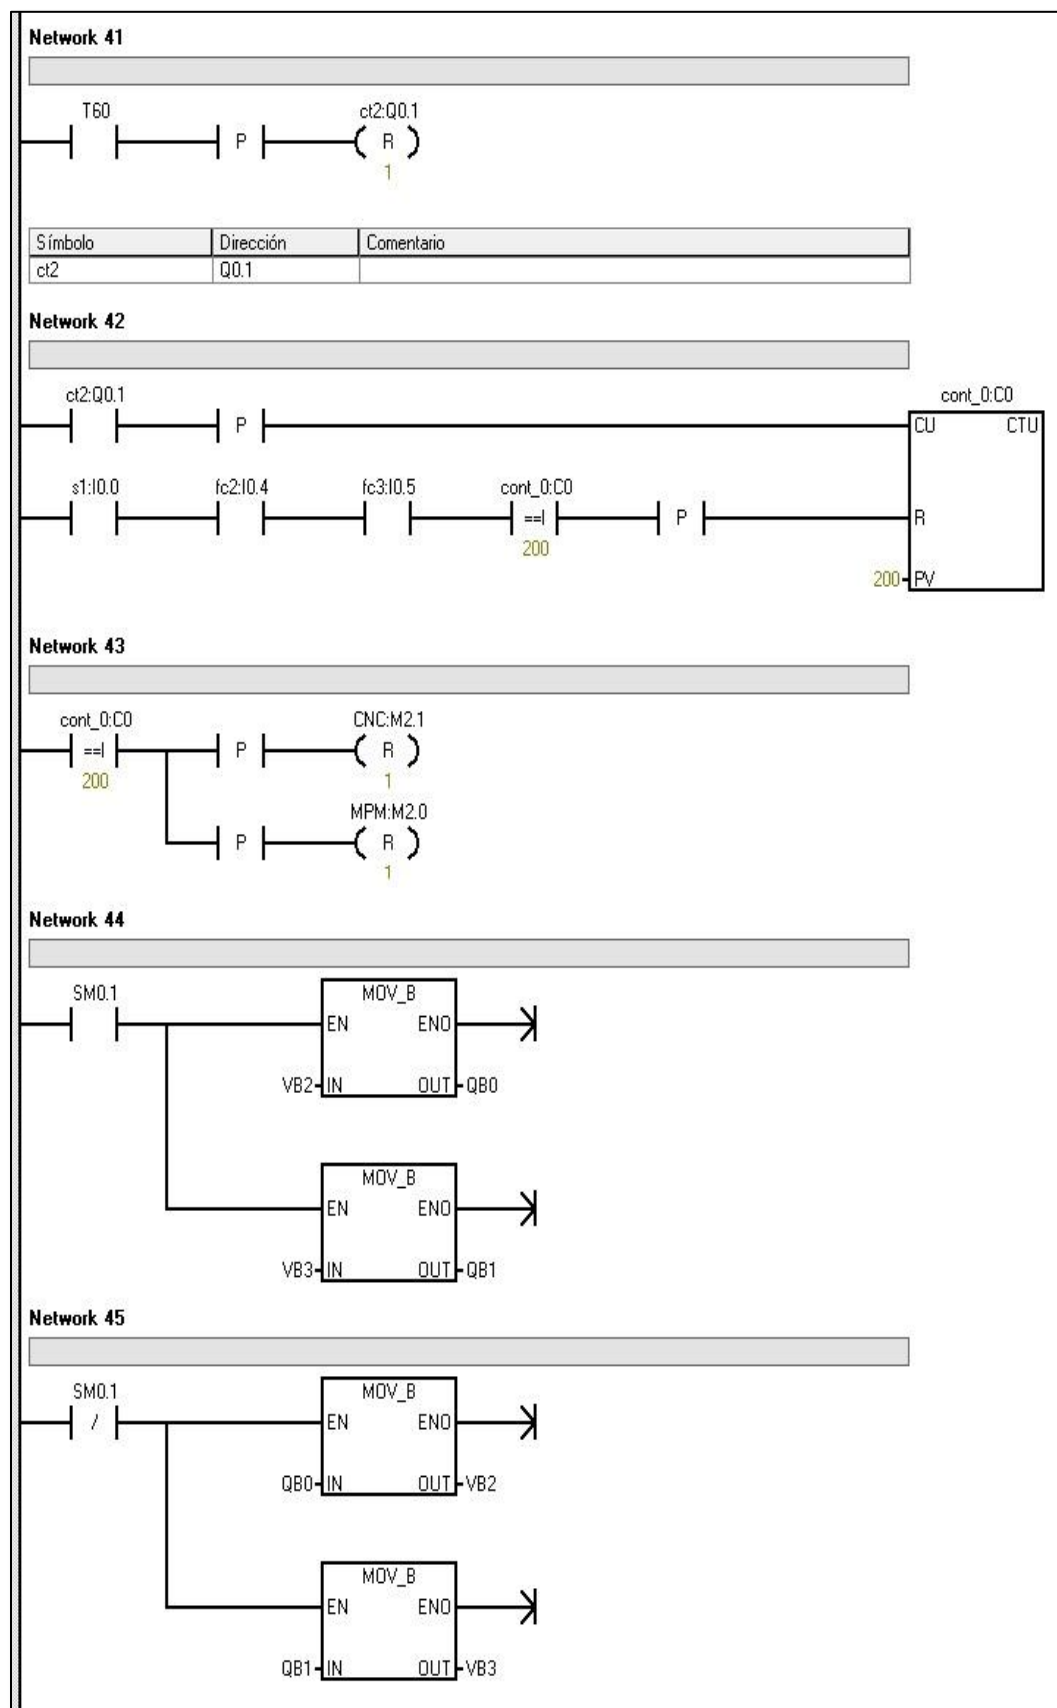 Network 41
T60
ct2:Q0.1
P
R
1
Símbolo Dirección Comentario
ct2 Q0.1
Network 42
ct2:Q0.1
cont_0:C0
P
CU CTU
s1:I0.0 fc2:I0.4 fc3:I0.5 cont_0:C0
==I
P
R
200
200 PV
Network 43
cont_0:C0
CNC:M2.1
==I
P
R
200
1
MPM:M2.0
P
R
1
Network 44
SM0.1
MOV_B
EN ENO
VB2 IN OUT QB0
MOV_B
EN ENO
VB3 IN OUT QB1
Network 45
SM0.1
MOV_B
/
EN ENO
QB0 IN OUT VB2
MOV_B
EN ENO
QB1 IN OUT VB3